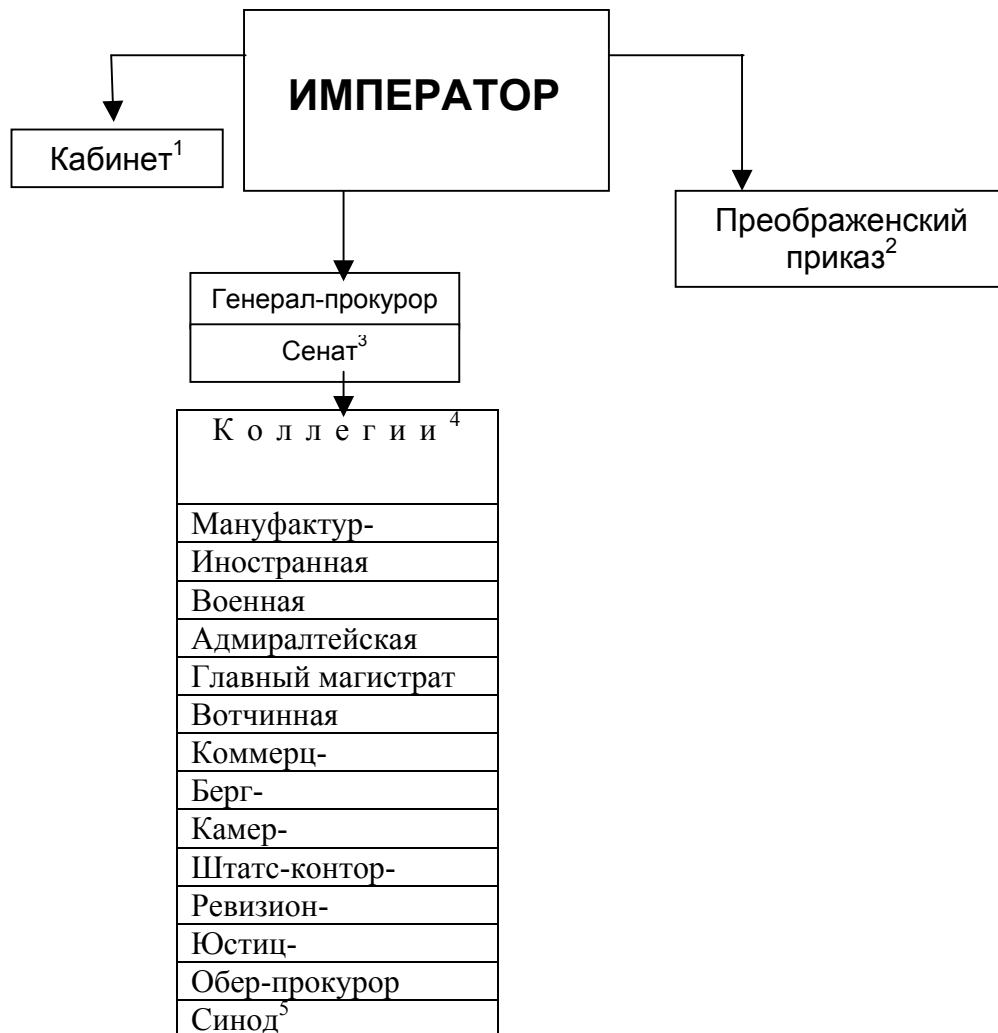 ИМПЕРАТОР
Кабинет¹
Преображенский
приказ²
Генерал-прокурор
Сенат³
Коллегии⁴
Мануфактур-
Иностранная
Военная
Адмиралтейская
Главный магистрат
Вотчинная
Коммерц-
Берг-
Камер-
Штатс-контор-
Ревизион-
Юстиц-
Обер-прокурор
Синод⁵